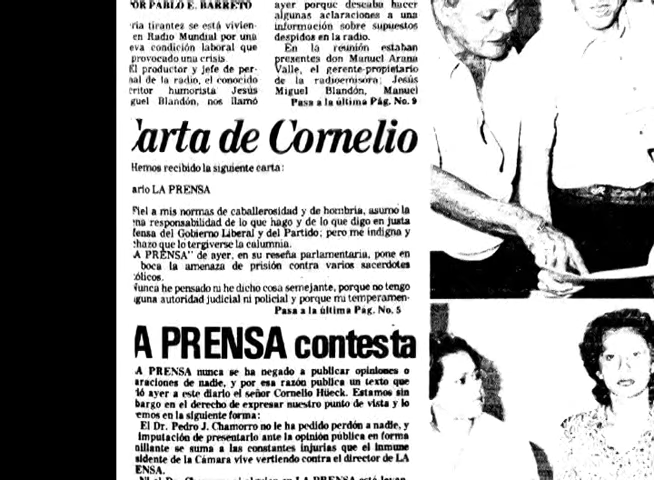 OR PABLO E. BARRETO
ría tirantes se está vivien-
en Radio Mundial por una
eva condición laboral que
provocado una crisis.
El productor y jefe de per-
nal de la radio, el conocido
critor humorista Jesús
guel Blandón, nos llamó
ayer porque deseaba hacer
algunas aclaraciones a una
información sobre supuestos
despidos en la radio.
En la reunión estaban
presentes don Manuel Arana
Valle, el gerente-propietario
de la radioemisora; Jesús
Miguel Blandón, Manuel
Pasa a la última Pág. No. 9
arta de Cornelio
Hemos recibido la siguiente carta:
ario LA PRENSA
Fiel a mis normas de caballerosidad y de hombría, asumo la
na responsabilidad de lo que hago y de lo que digo en justa
fensa del Gobierno Liberal y del Partido; pero me indigna y
chazo que lo tergiverse la calumnia.
A PRENSA" de ayer, en su reseña parlamentaria, pone en
boca la amenaza de prisión contra varios sacerdotes
ólicos.
Nunca he pensado ni he dicho cosa semejante, porque no tengo
guna autoridad judicial ni policial y porque mi temperamen-
Pasa a la última Pág. No. 5
A PRENSA contesta
A PRENSA nunca se ha negado a publicar opiniones o
araciones de nadie, y por esa razón publica un texto que
ió ayer a este diario el señor Cornelio Hüeck. Estamos sin
bargo en el derecho de expresar nuestro punto de vista y lo
emos en la siguiente forma:
El Dr. Pedro J. Chamorro no le ha pedido perdón a nadie, y
imputación de presentarlo ante la opinión pública en forma
nillante se suma a las constantes injurias que el inmune
sidente de la Cámara vive vertiendo contra el director de LA
ENSA.